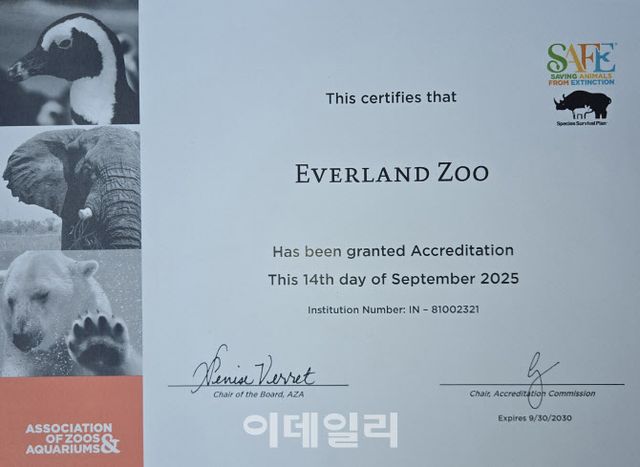 SAFE
SAVING ANIMALS
FROM EXTINCTION
Species Survival Plan
This certifies that
EVERLAND ZOO
Has been granted Accreditation
This 14th day of September 2025
Institution Number: IN – 81002321
Denise Verret
Chair of the Board, AZA
Chair, Accreditation Commission
Expires 9/30/2030
ASSOCIATION
OF ZOOS &
AQUARIUMS
이데일리